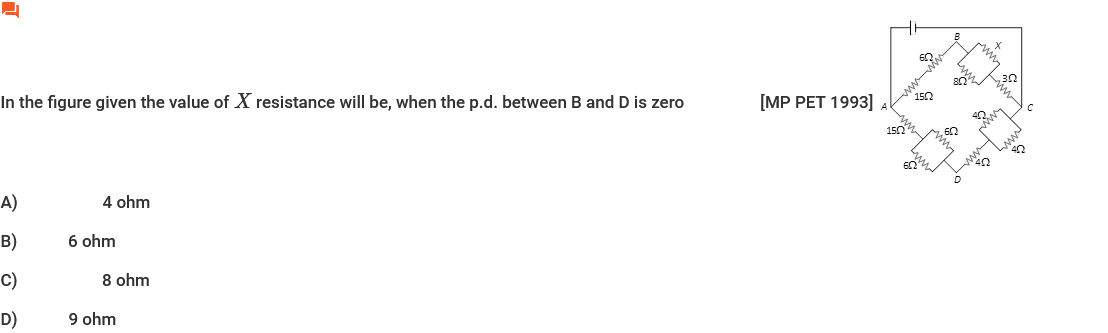 In the figure given the value of X resistance will be, when the p.d. between B and D is zero [MP PET 1993]
B
X
6Ω
8Ω
3Ω
15Ω
A
C
4Ω
15Ω
6Ω
4Ω
6Ω
4Ω
D
A) 4 ohm
B) 6 ohm
C) 8 ohm
D) 9 ohm